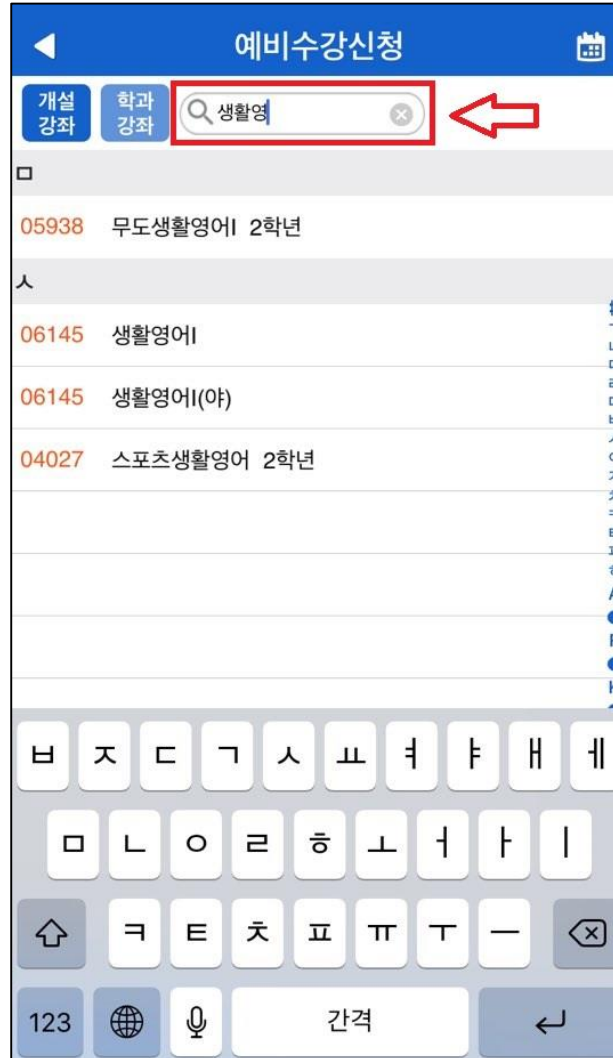 예비수강신청
개설
강좌
학과
강좌
생활영
ㅁ
05938 무도생활영어I 2학년
ㅅ
06145 생활영어I
06145 생활영어I(야)
04027 스포츠생활영어 2학년
ㅂ ㅈ ㄷ ㄱ ㅅ ㅛ ㅕ ㅑ ㅐ ㅔ
ㅁ ㄴ ㅇ ㄹ ㅎ ㅗ ㅓ ㅏ ㅣ
ㅋ ㅌ ㅊ ㅍ ㅠ ㅜ ㅡ
123 간격